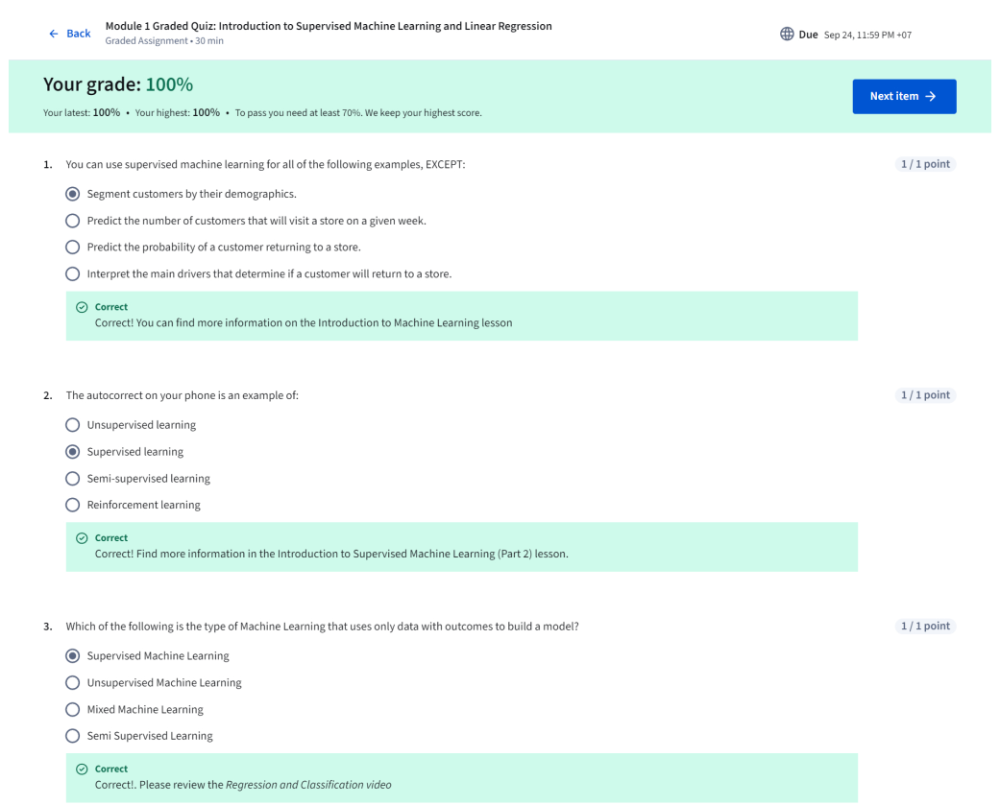 Back
Module 1 Graded Quiz: Introduction to Supervised Machine Learning and Linear Regression
Graded Assignment • 30 min
Due Sep 24, 11:59 PM +07
Your grade: 100%
Your latest: 100% • Your highest: 100% • To pass you need at least 70%. We keep your highest score.
Next item
1. You can use supervised machine learning for all of the following examples, EXCEPT:
1 / 1 point
Segment customers by their demographics.
Predict the number of customers that will visit a store on a given week.
Predict the probability of a customer returning to a store.
Interpret the main drivers that determine if a customer will return to a store.
Correct
Correct! You can find more information on the Introduction to Machine Learning lesson
2. The autocorrect on your phone is an example of:
1 / 1 point
Unsupervised learning
Supervised learning
Semi-supervised learning
Reinforcement learning
Correct
Correct! Find more information in the Introduction to Supervised Machine Learning (Part 2) lesson.
3. Which of the following is the type of Machine Learning that uses only data with outcomes to build a model?
1 / 1 point
Supervised Machine Learning
Unsupervised Machine Learning
Mixed Machine Learning
Semi Supervised Learning
Correct
Correct!. Please review the Regression and Classification video